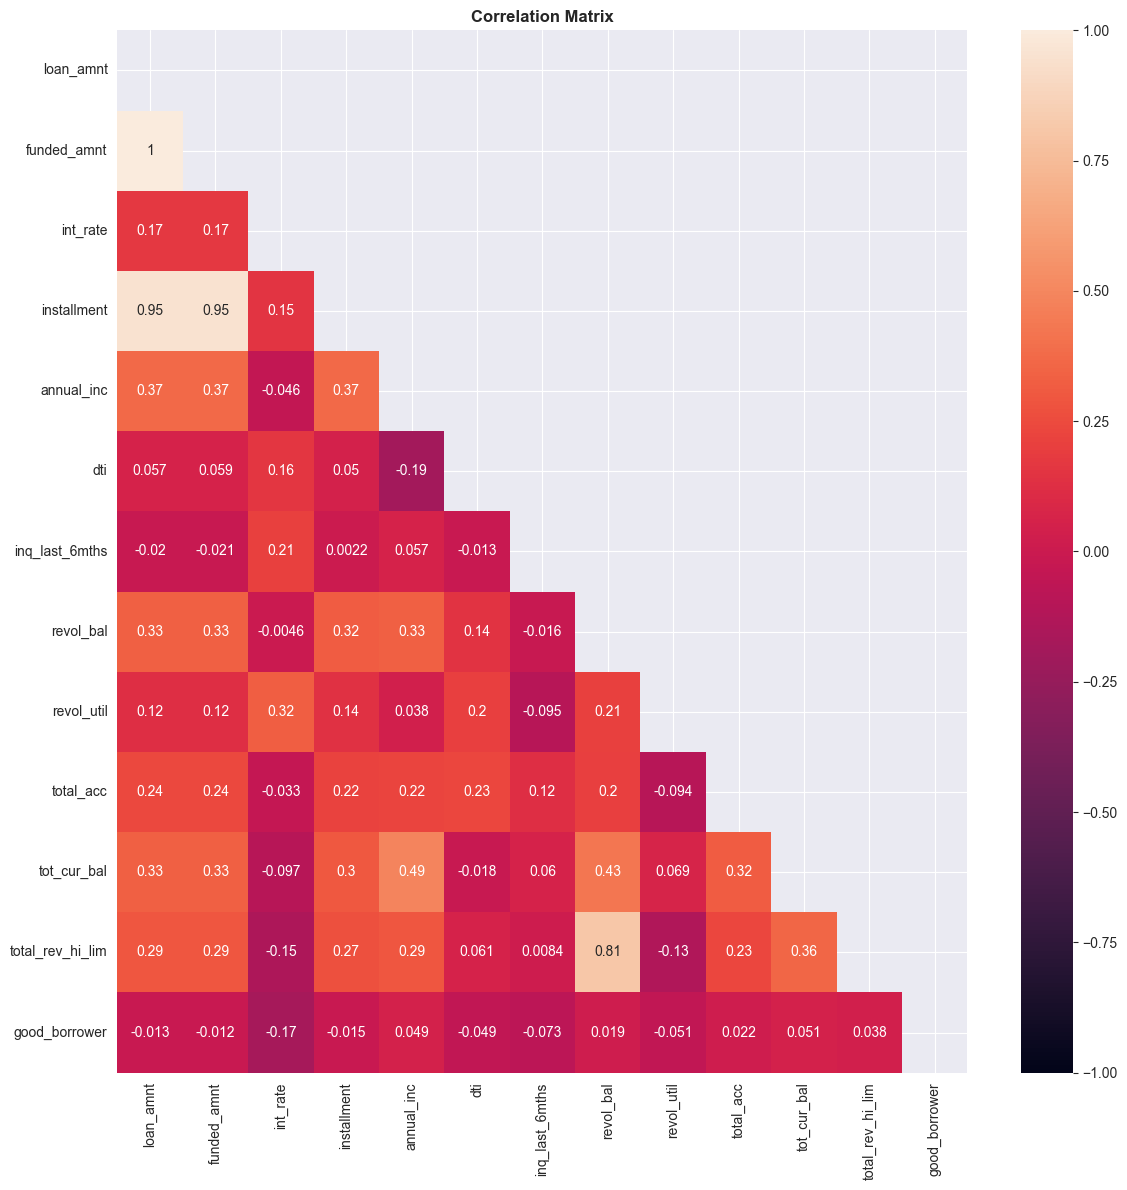 Correlation Matrix
loan_amnt
funded_amnt 1
int_rate 0.17 0.17
installment 0.95 0.95 0.15
annual_inc 0.37 0.37 -0.046 0.37
dti 0.057 0.059 0.16 0.05 -0.19
inq_last_6mths -0.02 -0.021 0.21 0.0022 0.057 -0.013
revol_bal 0.33 0.33 -0.0046 0.32 0.33 0.14 -0.016
revol_util 0.12 0.12 0.32 0.14 0.038 0.2 -0.095 0.21
total_acc 0.24 0.24 -0.033 0.22 0.22 0.23 0.12 0.2 -0.094
tot_cur_bal 0.33 0.33 -0.097 0.3 0.49 -0.018 0.06 0.43 0.069 0.32
total_rev_hi_lim 0.29 0.29 -0.15 0.27 0.29 0.061 0.0084 0.81 -0.13 0.23 0.36
good_borrower -0.013 -0.012 -0.17 -0.015 0.049 -0.049 -0.073 0.019 -0.051 0.022 0.051 0.038
loan_amnt
funded_amnt
int_rate
installment
annual_inc
dti
inq_last_6mths
revol_bal
revol_util
total_acc
tot_cur_bal
total_rev_hi_lim
good_borrower
1.00
0.75
0.50
0.25
0.00
−0.25
−0.50
−0.75
−1.00